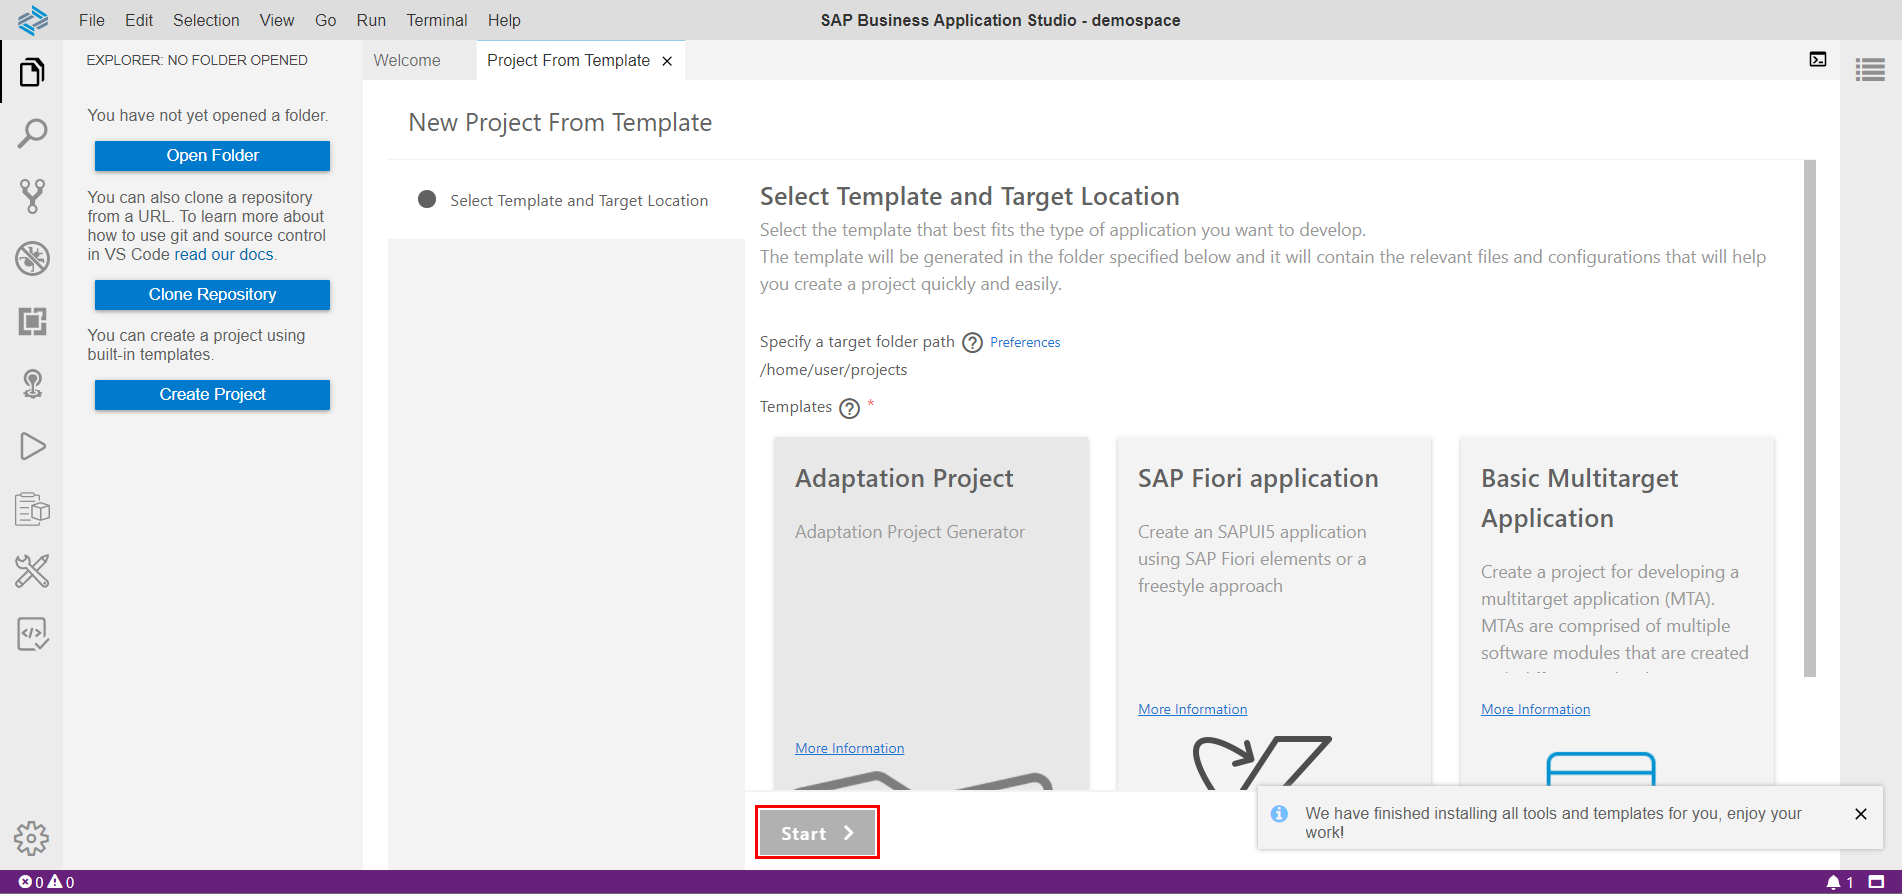 File Edit Selection View Go Run Terminal Help
SAP Business Application Studio - demospace
EXPLORER: NO FOLDER OPENED
You have not yet opened a folder.
Open Folder
You can also clone a repository
from a URL. To learn more about
how to use git and source control
in VS Code read our docs.
Clone Repository
You can create a project using
built-in templates.
Create Project
Welcome
Project From Template
New Project From Template
Select Template and Target Location
Select Template and Target Location
Select the template that best fits the type of application you want to develop.
The template will be generated in the folder specified below and it will contain the relevant files and configurations that will help
you create a project quickly and easily.
Specify a target folder path ? Preferences
/home/user/projects
Templates ? *
Adaptation Project
Adaptation Project Generator
More Information
SAP Fiori application
Create an SAPUI5 application
using SAP Fiori elements or a
freestyle approach
More Information
Basic Multitarget
Application
Create a project for developing a
multitarget application (MTA).
MTAs are comprised of multiple
software modules that are created
More Information
Start
We have finished installing all tools and templates for you, enjoy your
work!
0 0
1